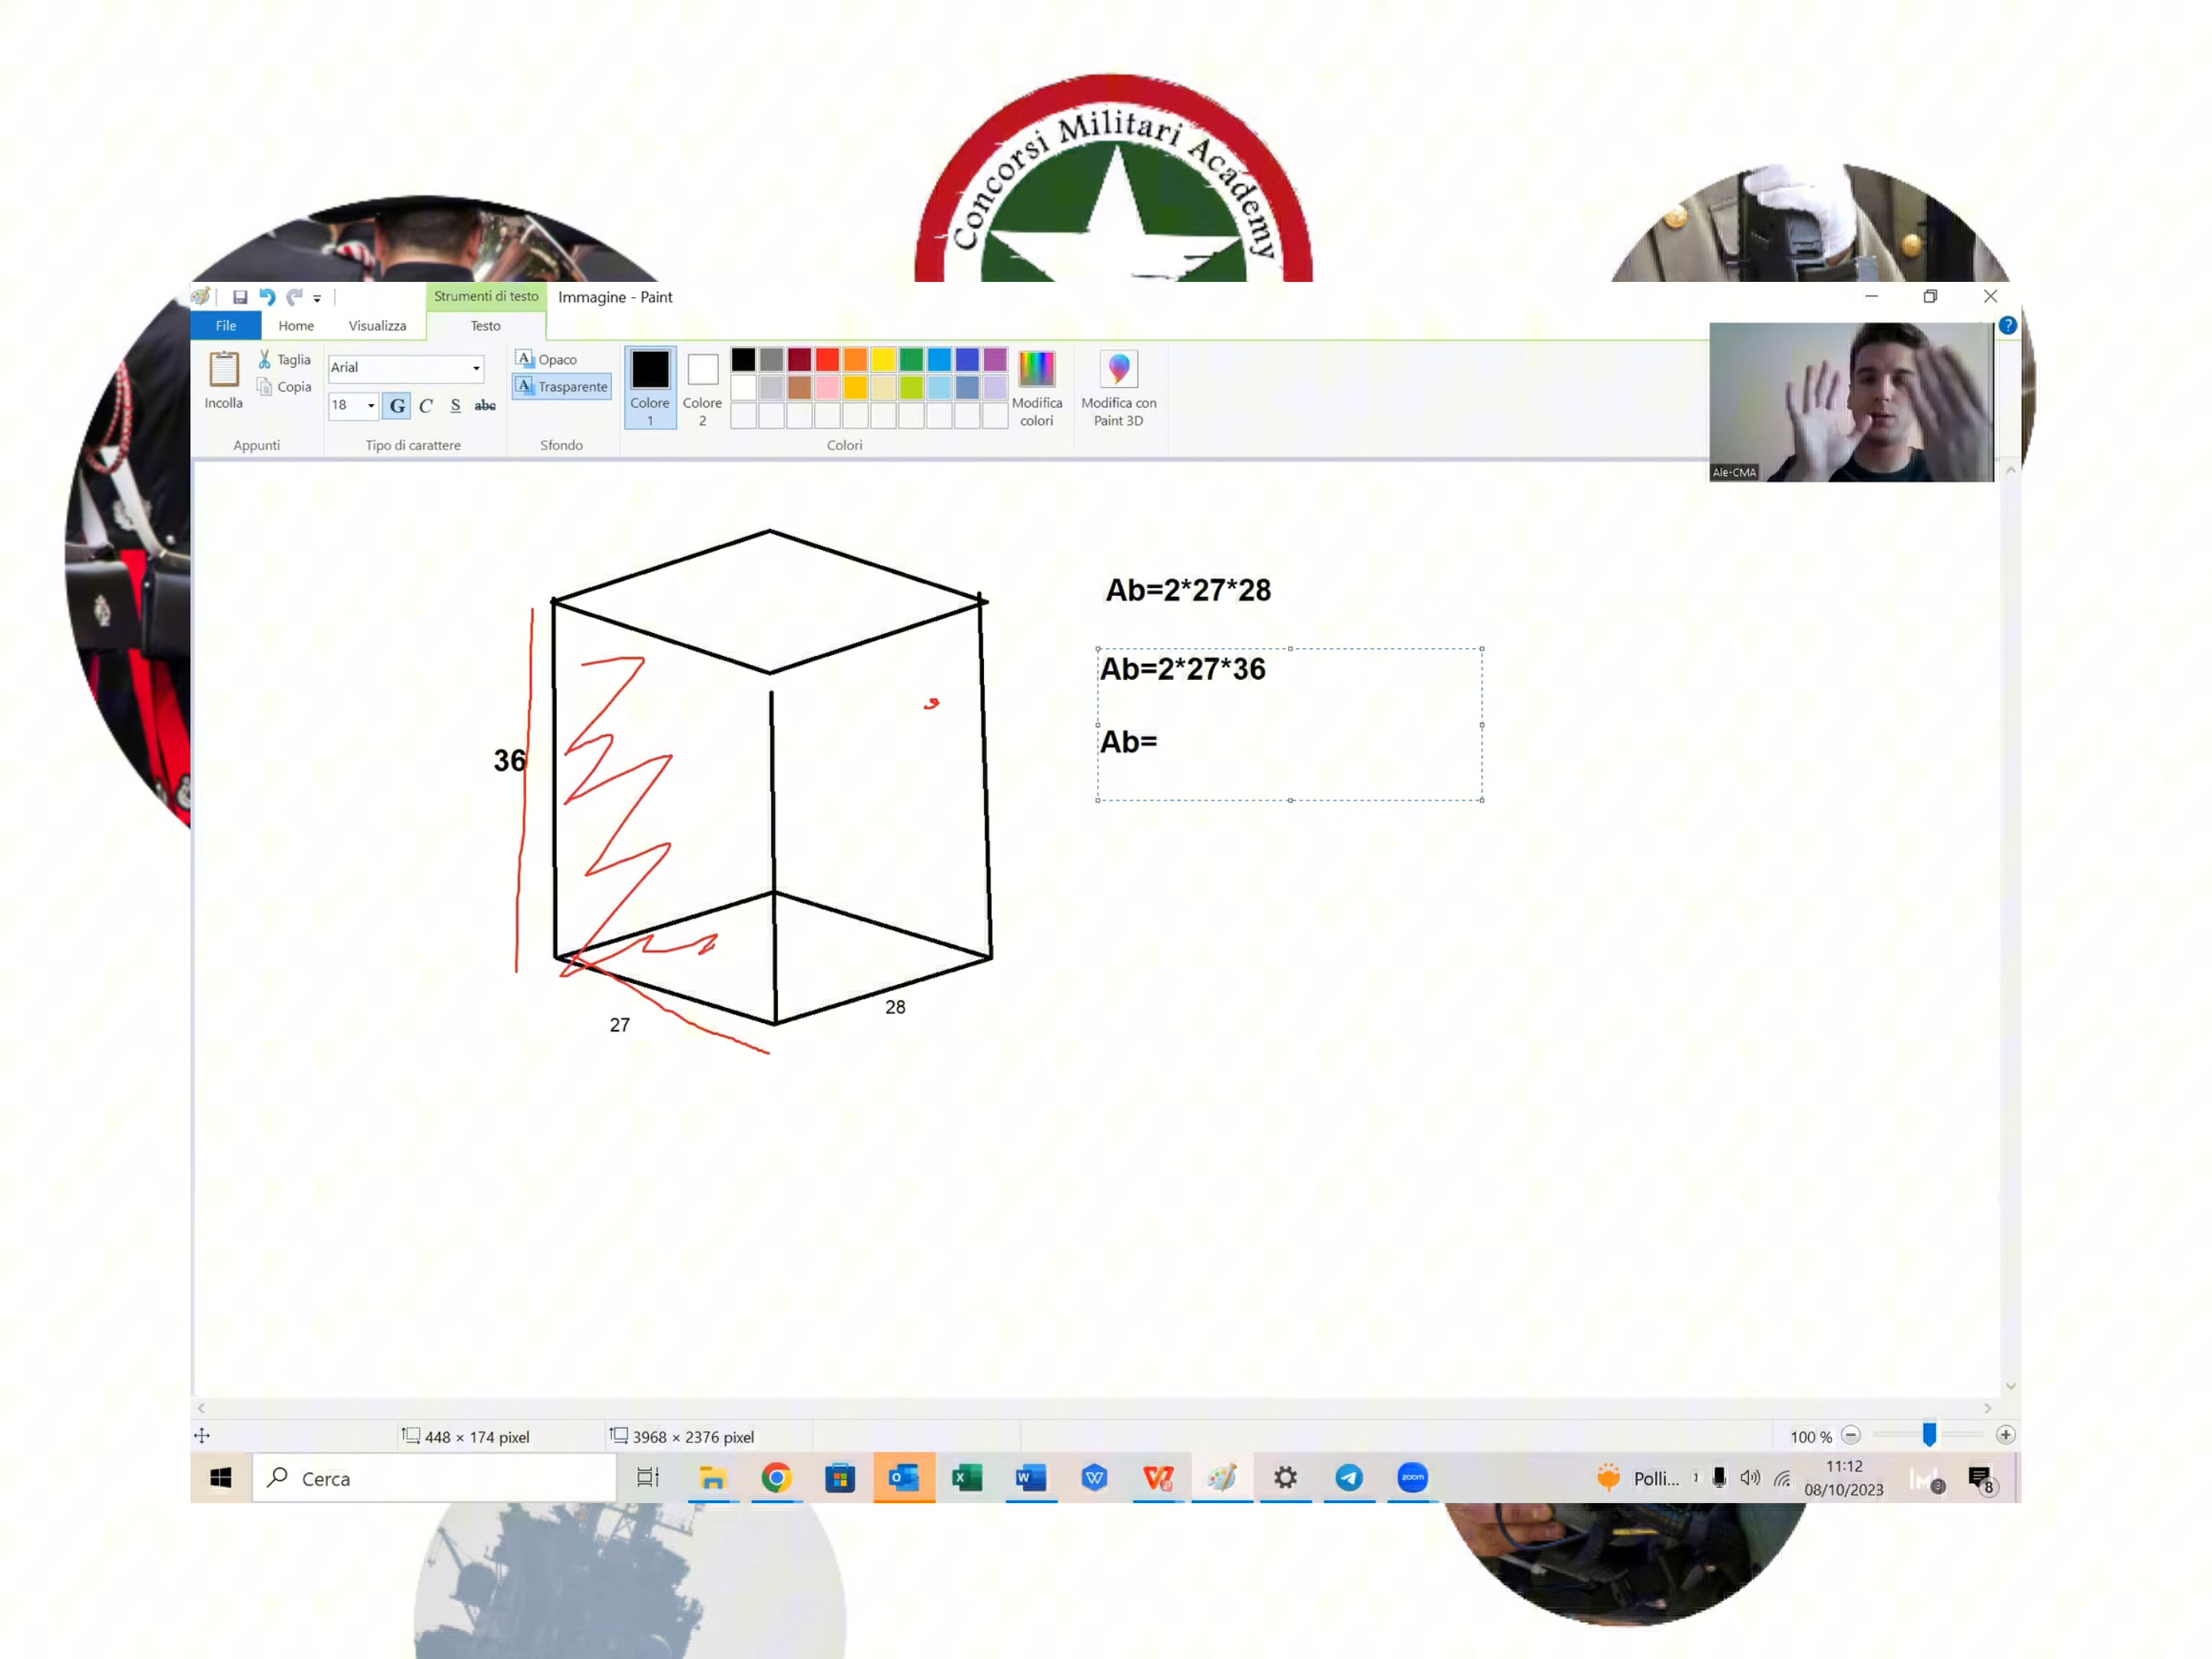 Concorsi Militari Academy
Strumenti di testo
Immagine - Paint
File
Home
Visualizza
Testo
?
Incolla
Taglia
Copia
Appunti
Arial
18
G C S abc
Tipo di carattere
A Opaco
A Trasparente
Sfondo
Colore
1
Colore
2
Colori
Modifica
colori
Modifica con
Paint 3D
Ale-CMA
Ab=2*27*28
Ab=2*27*36
Ab=
36
28
27
448 × 174 pixel
3968 × 2376 pixel
100 %
Cerca
zoom
Polli...
11:12
08/10/2023
3
8